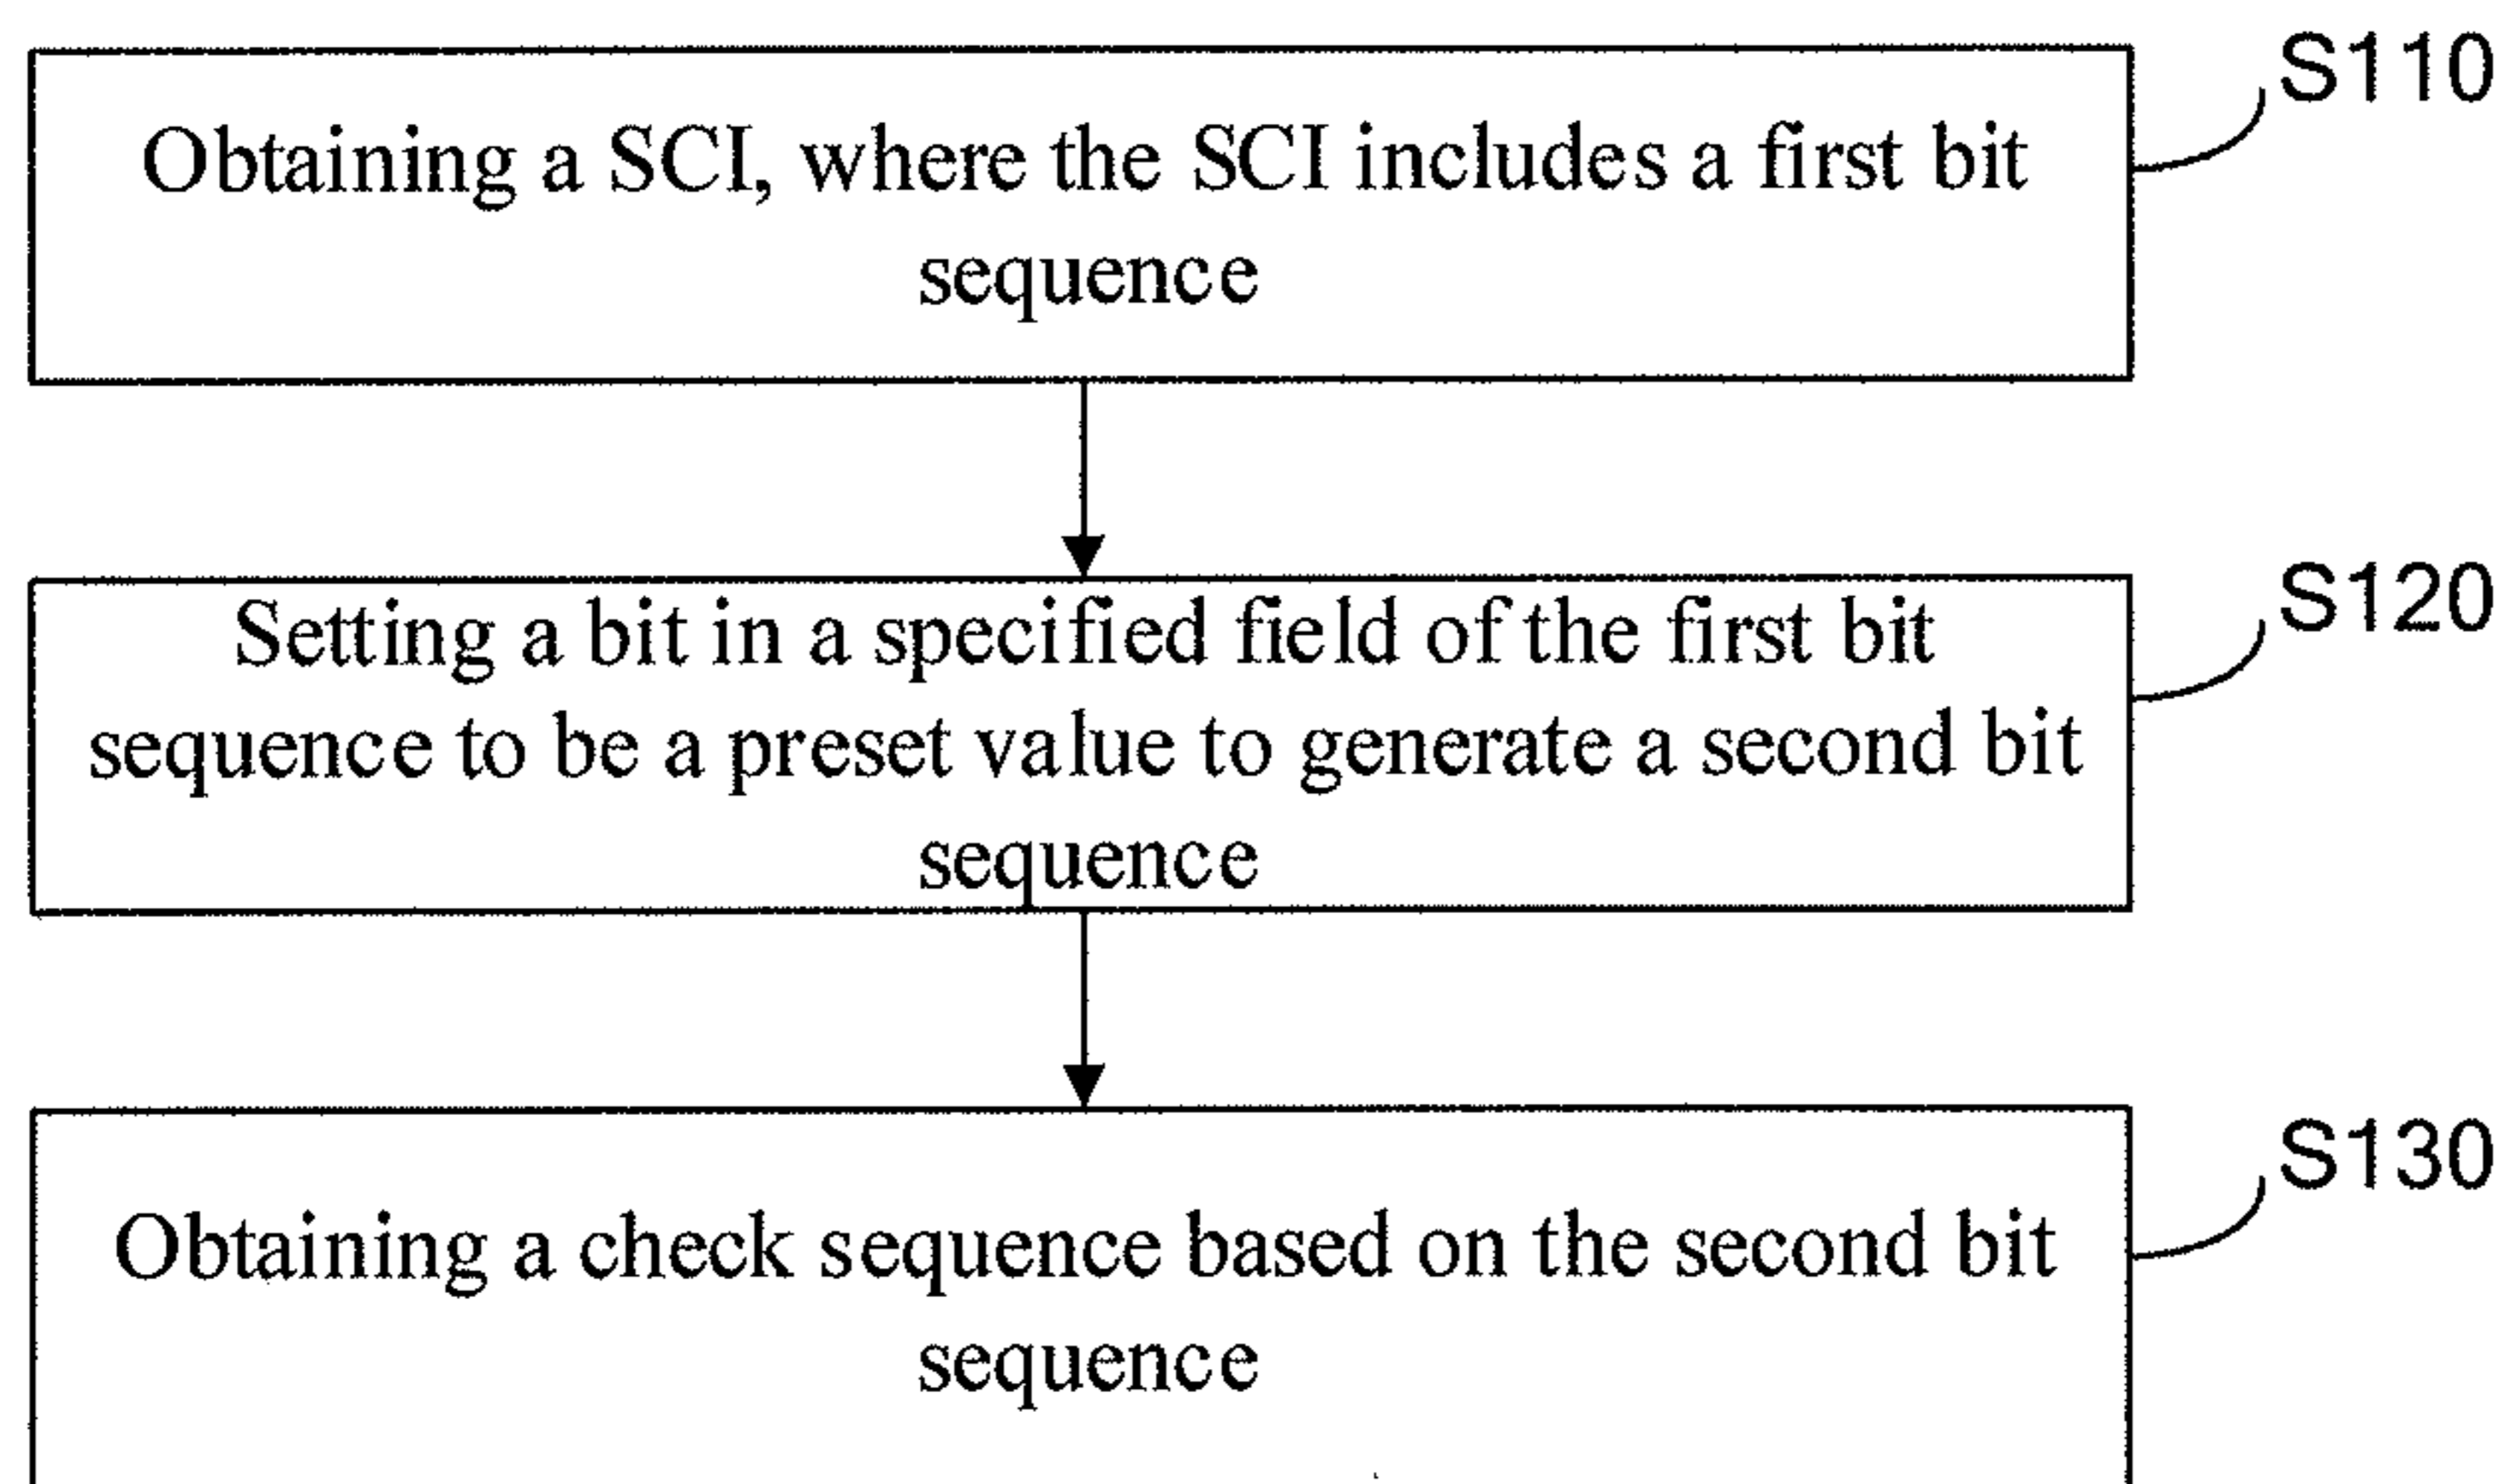 S110
Obtaining a SCI, where the SCI includes a first bit
sequence
S120
Setting a bit in a specified field of the first bit
sequence to be a preset value to generate a second bit
sequence
S130
Obtaining a check sequence based on the second bit
sequence